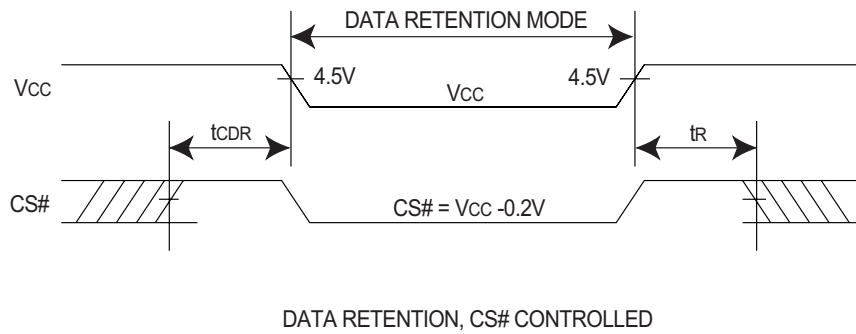 DATA RETENTION MODE
VCC
4.5V
VCC
4.5V
tCDR
tR
CS#
CS# = VCC -0.2V
DATA RETENTION, CS# CONTROLLED